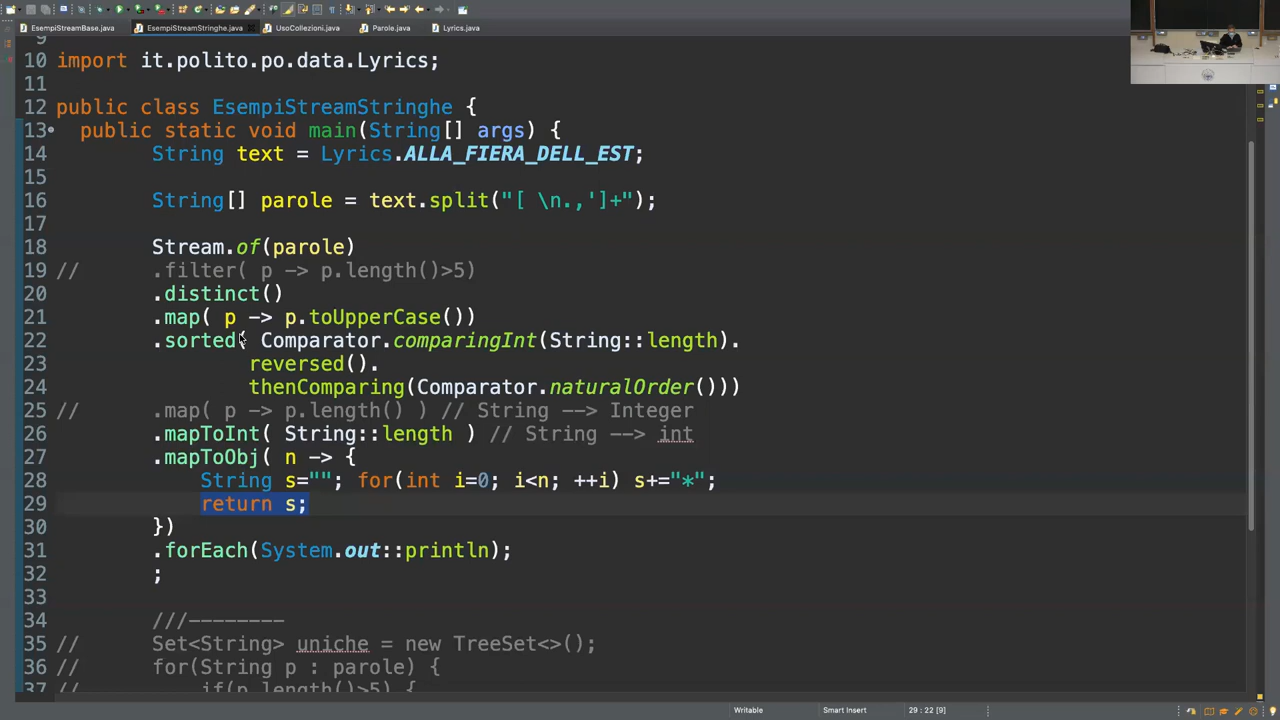 EsempiStreamBase.java EsempiStreamStringhe.java UsoCollezioni.java Parole.java Lyrics.java
9
10 import it.polito.po.data.Lyrics;
11
12 public class EsempiStreamStringhe {
13 public static void main(String[] args) {
14 String text = Lyrics.ALLA_FIERA_DELL_EST;
15
16 String[] parole = text.split("[ \n.,']+");
17
18 Stream.of(parole)
19 // .filter( p -> p.length()>5)
20 .distinct()
21 .map( p -> p.toUpperCase())
22 .sorted( Comparator.comparingInt(String::length).
23 reversed().
24 thenComparing(Comparator.naturalOrder()))
25 // .map( p -> p.length() ) // String --> Integer
26 .mapToInt( String::length ) // String --> int
27 .mapToObj( n -> {
28 String s=""; for(int i=0; i<n; ++i) s+="*";
29 return s;
30 })
31 .forEach(System.out::println);
32 ;
33
34 ///--------
35 // Set<String> uniche = new TreeSet<>();
36 // for(String p : parole) {
37 // if(p.length()>5) {
Writable Smart Insert 29 : 22 [9]